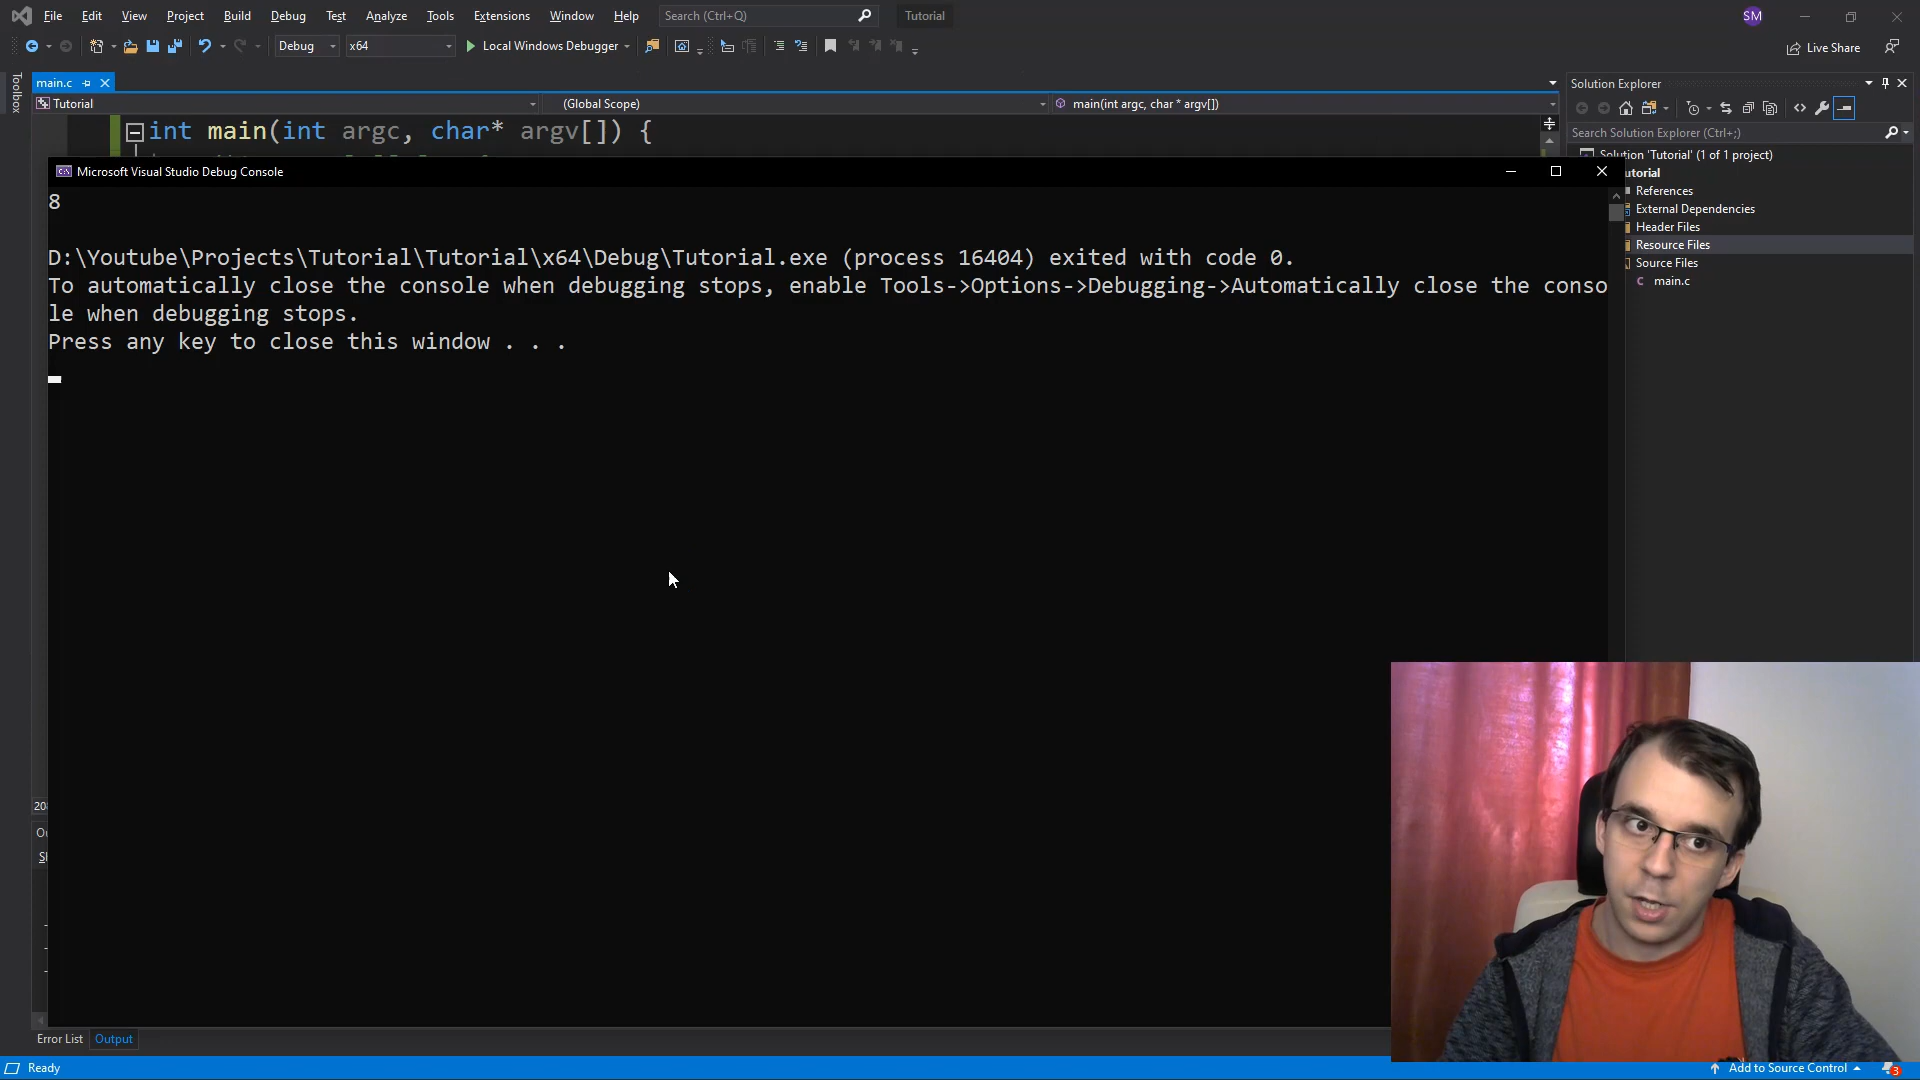 File Edit View Project Build Debug Test Analyze Tools Extensions Window Help Search (Ctrl+Q) Tutorial SM
Debug x64 Local Windows Debugger Live Share
Toolbox
main.c
Tutorial (Global Scope) main(int argc, char * argv[])
int main(int argc, char* argv[]) {
Microsoft Visual Studio Debug Console
8
D:\Youtube\Projects\Tutorial\Tutorial\x64\Debug\Tutorial.exe (process 16404) exited with code 0.
To automatically close the console when debugging stops, enable Tools->Options->Debugging->Automatically close the conso
le when debugging stops.
Press any key to close this window . . .
Solution Explorer
Search Solution Explorer (Ctrl+;)
Solution 'Tutorial' (1 of 1 project)
utorial
References
External Dependencies
Header Files
Resource Files
Source Files
C main.c
Error List Output
Ready
Add to Source Control 3